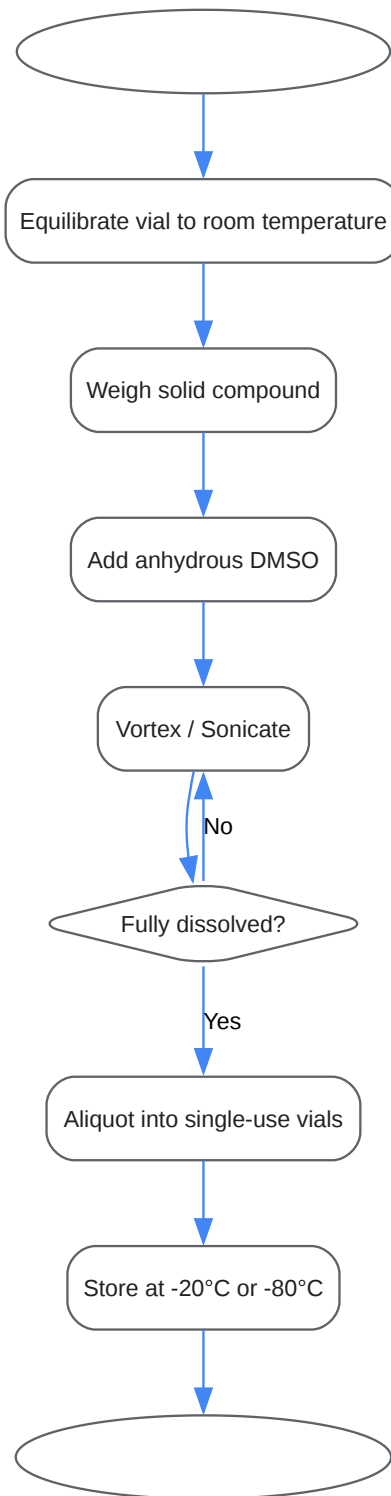 Equilibrate vial to room temperature
Weigh solid compound
Add anhydrous DMSO
Vortex / Sonicate
No
Fully dissolved?
Yes
Aliquot into single-use vials
Store at -20°C or -80°C